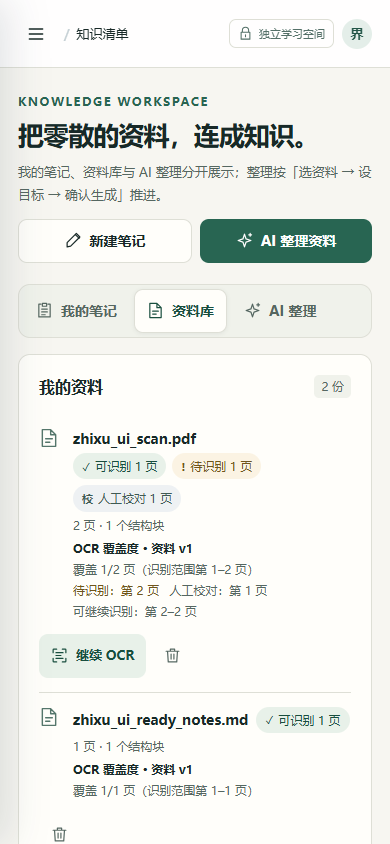 / 知识清单
独立学习空间
界
KNOWLEDGE WORKSPACE
把零散的资料，连成知识。
我的笔记、资料库与 AI 整理分开展示；整理按「选资料 → 设
目标 → 确认生成」推进。
新建笔记
AI 整理资料
我的笔记
资料库
AI 整理
我的资料
2 份
zhixu_ui_scan.pdf
✓ 可识别 1 页
! 待识别 1 页
校 人工校对 1 页
2 页 · 1 个结构块
OCR 覆盖度 · 资料 v1
覆盖 1/2 页（识别范围第 1–2 页）
待识别：第 2 页 人工校对：第 1 页
可继续识别：第 2–2 页
继续 OCR
zhixu_ui_ready_notes.md
✓ 可识别 1 页
1 页 · 1 个结构块
OCR 覆盖度 · 资料 v1
覆盖 1/1 页（识别范围第 1–1 页）